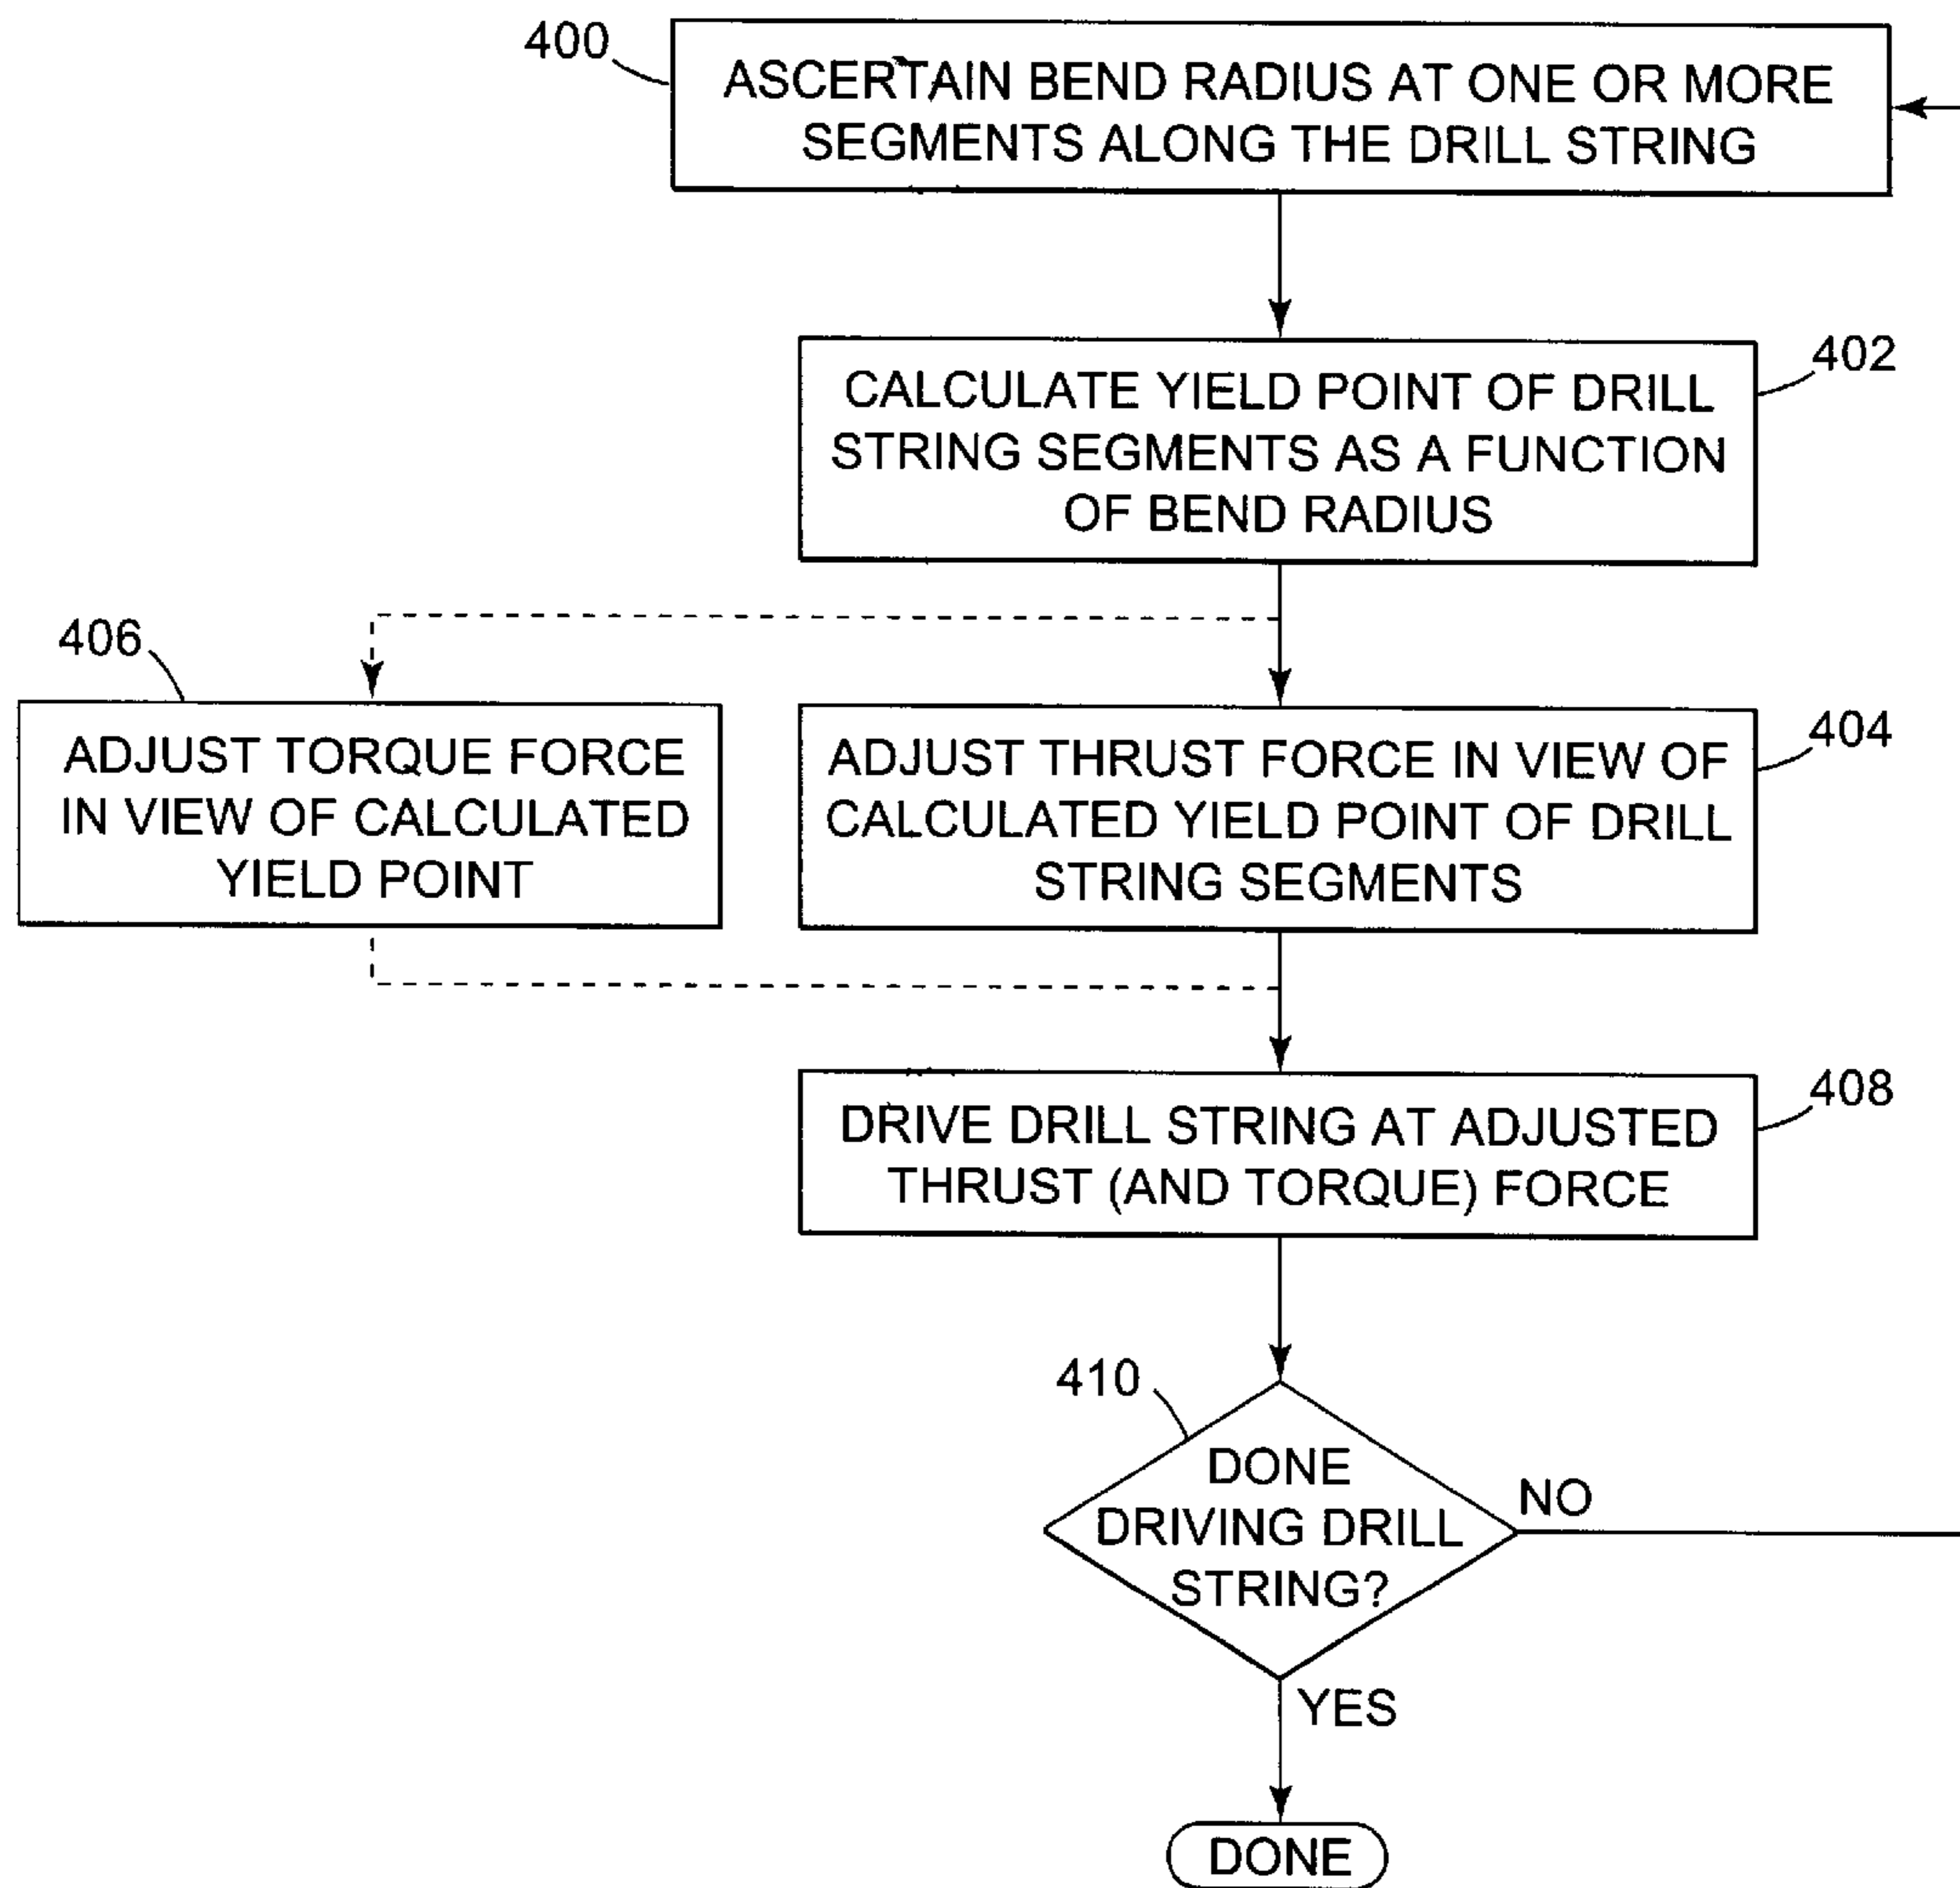 400
ASCERTAIN BEND RADIUS AT ONE OR MORE
SEGMENTS ALONG THE DRILL STRING
402
CALCULATE YIELD POINT OF DRILL
STRING SEGMENTS AS A FUNCTION
OF BEND RADIUS
406
ADJUST TORQUE FORCE
IN VIEW OF CALCULATED
YIELD POINT
404
ADJUST THRUST FORCE IN VIEW OF
CALCULATED YIELD POINT OF DRILL
STRING SEGMENTS
408
DRIVE DRILL STRING AT ADJUSTED
THRUST (AND TORQUE) FORCE
410
DONE
DRIVING DRILL
STRING?
NO
YES
DONE